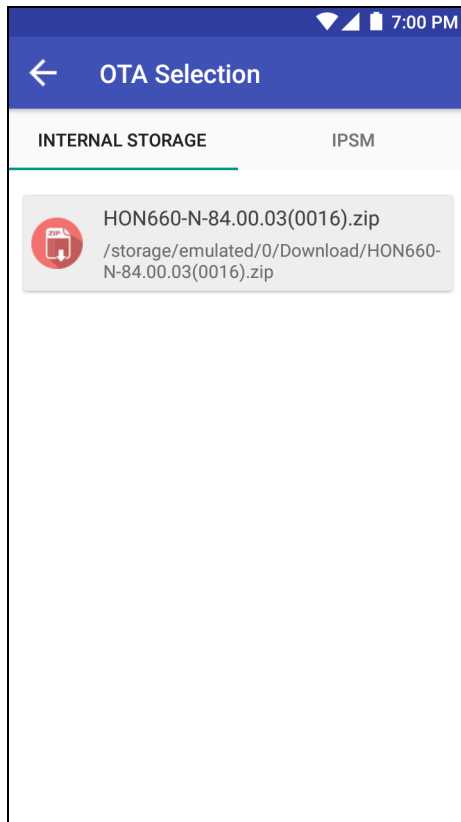 7:00 PM
OTA Selection
INTERNAL STORAGE
IPSM
ZIP
HON660-N-84.00.03(0016).zip
/storage/emulated/0/Download/HON660-
N-84.00.03(0016).zip